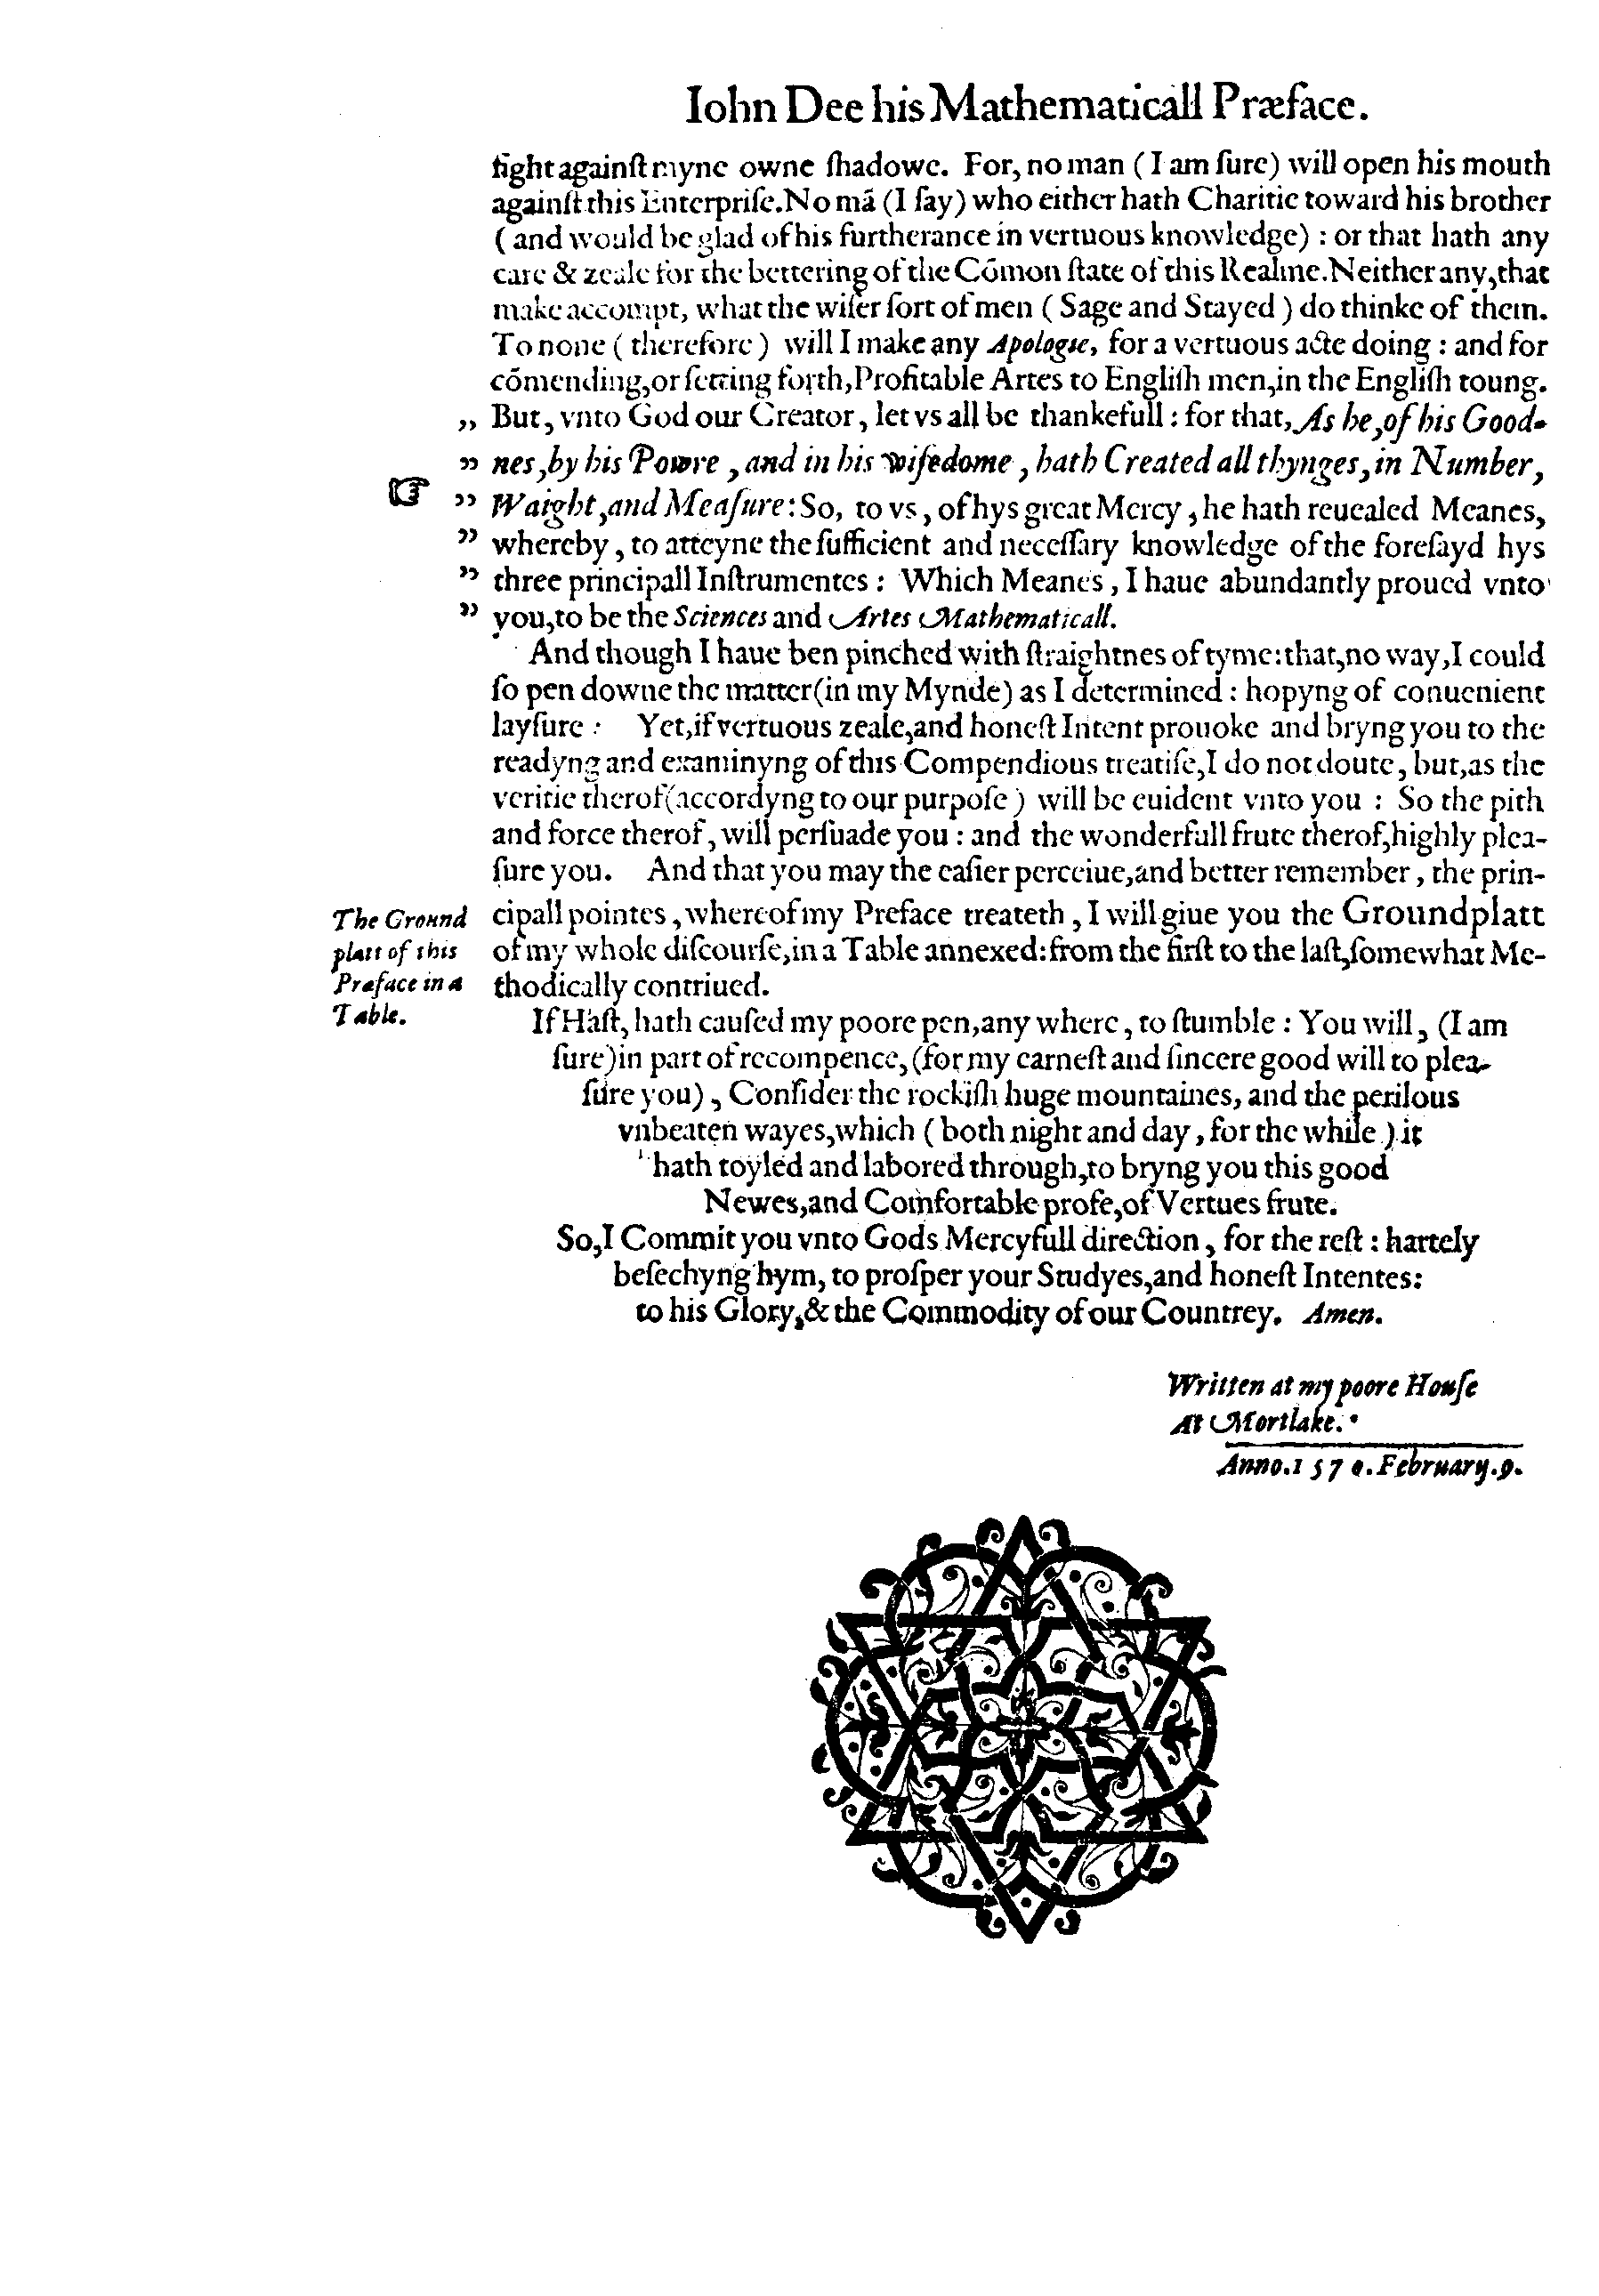 Iohn Dee his Mathematicall Præface.
fight againſt myne owne ſhadowe. For, no man ( I am ſure) will open his mouth
againſt this Enterpriſe. No mā (I ſay) who either hath Charitie toward his brother
( and would be glad of his furtherance in vertuous knowledge) : or that hath any
care & zeale for the bettering of the Cōmon ſtate of this Realme. Neither any, that
make accompt, what the wiſer ſort of men ( Sage and Stayed ) do thinke of them.
To none ( therefore ) will I make any Apologie, for a vertuous acte doing : and for
cōmending, or ſetting forth, Profitable Artes to Engliſh men, in the Engliſh toung.
„ But, vnto God our Creator, let vs all be thankefull : for that, As he, of his Good-
” nes, by his Powre, and in his wiſedome, hath Created all thynges, in Number,
☞ ” Waight, and Meaſure: So, to vs, of hys great Mercy, he hath reuealed Meanes,
” whereby, to atteyne the ſufficient and neceſſary knowledge of the foreſayd hys
” three principall Inſtrumentes : Which Meanes, I haue abundantly proued vnto
” you, to be the Sciences and Artes Mathematicall.
And though I haue ben pinched with ſtraightnes of tyme: that, no way, I could
ſo pen downe the matter (in my Mynde) as I determined : hopyng of conuenient
layſure : Yet, if vertuous zeale, and honeſt Intent prouoke and bryng you to the
readyng and examinyng of this Compendious treatiſe, I do not doute, but, as the
veritie therof (accordyng to our purpoſe ) will be euident vnto you : So the pith
and force therof, will perſuade you : and the wonderfull frute therof, highly plea-
ſure you. And that you may the eaſier perceiue, and better remember, the prin-
The Ground cipall pointes, whereof my Preface treateth, I will giue you the Groundplatt
platt of this of my whole diſcourſe, in a Table annexed: from the firſt to the laſt, ſomewhat Me-
Præface in a thodically contriued.
Table.
If Haſt, hath cauſed my poore pen, any where, to ſtumble : You will, (I am
ſure) in part of recompence, (for my earneſt and ſincere good will to plea-
ſure you), Conſider the rockiſh huge mountaines, and the perilous
vnbeaten wayes, which ( both night and day, for the while ) it
hath toyled and labored through, to bryng you this good
Newes, and Comfortable profe, of Vertues frute.
So, I Commit you vnto Gods Mercyfull direction, for the reſt : hartely
beſechyng hym, to proſper your Studyes, and honeſt Intentes:
to his Glory, & the Commodity of our Countrey. Amen.
Written at my poore Houſe
At Mortlake.
Anno. 1570. February. 9.